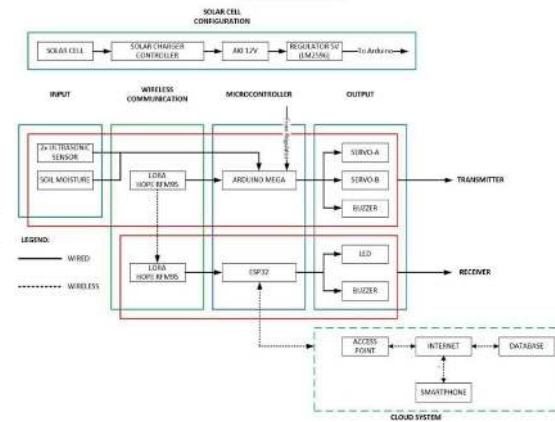 SOLAR CELL
CONFIGURATION
SOLAR CELL
SOLAR CHARGER
CONTROLLER
AKI 12V
REGULATOR 5V
(LM2596)
To Arduino
INPUT
WIRELESS
COMMUNICATION
MICROCONTROLLER
OUTPUT
2x ULTRASONIC
SENSOR
SOIL MOISTURE
LORA
HOPE RFM95
ARDUINO MEGA
SERVO-A
SERVO-B
BUZZER
TRANSMITTER
LEGEND:
WIRED
WIRELESS
LORA
HOPE RFM95
ESP32
LED
BUZZER
RECEIVER
ACCESS
POINT
INTERNET
DATABASE
SMARTPHONE
CLOUD SYSTEM